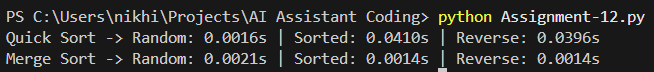 PS C:\Users\nikhi\Projects\AI Assistant Coding> python Assignment-12.py
Quick Sort -> Random: 0.0016s | Sorted: 0.0410s | Reverse: 0.0396s
Merge Sort -> Random: 0.0021s | Sorted: 0.0014s | Reverse: 0.0014s